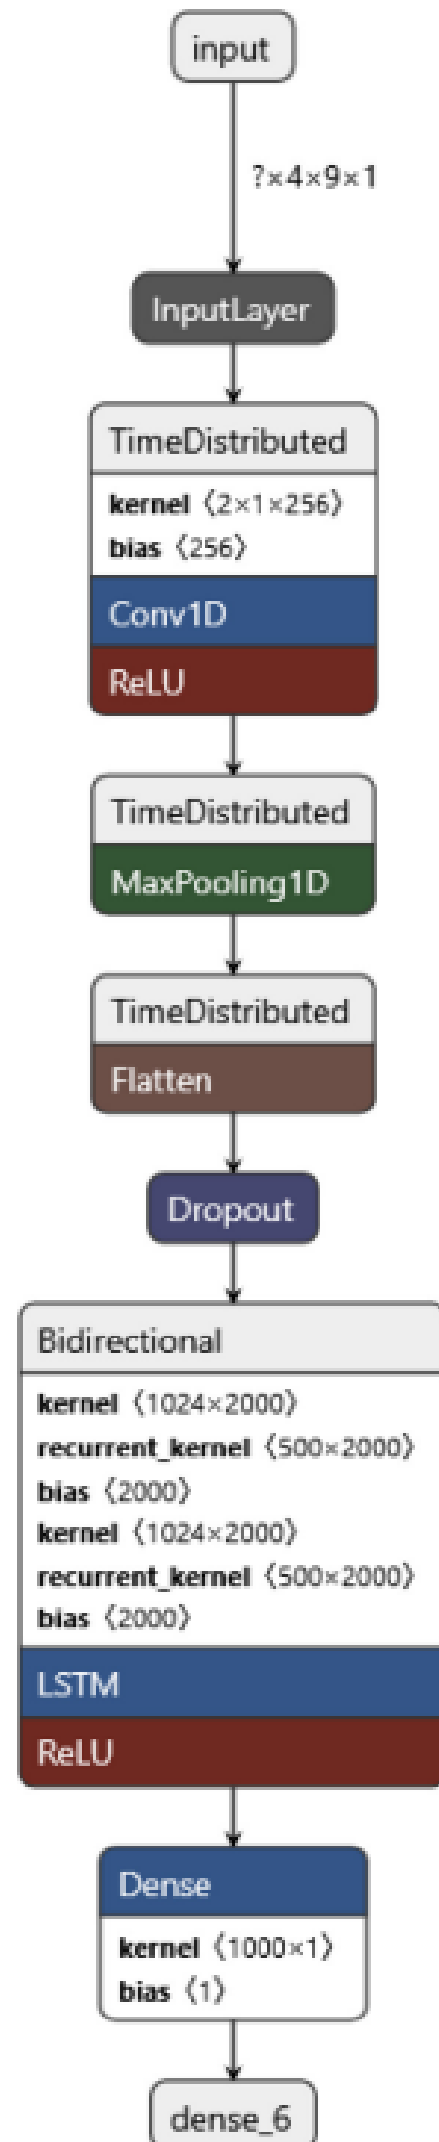 input
?×4×9×1
InputLayer
TimeDistributed
kernel ⟨2×1×256⟩
bias ⟨256⟩
Conv1D
ReLU
TimeDistributed
MaxPooling1D
TimeDistributed
Flatten
Dropout
Bidirectional
kernel ⟨1024×2000⟩
recurrent_kernel ⟨500×2000⟩
bias ⟨2000⟩
kernel ⟨1024×2000⟩
recurrent_kernel ⟨500×2000⟩
bias ⟨2000⟩
LSTM
ReLU
Dense
kernel ⟨1000×1⟩
bias ⟨1⟩
dense_6